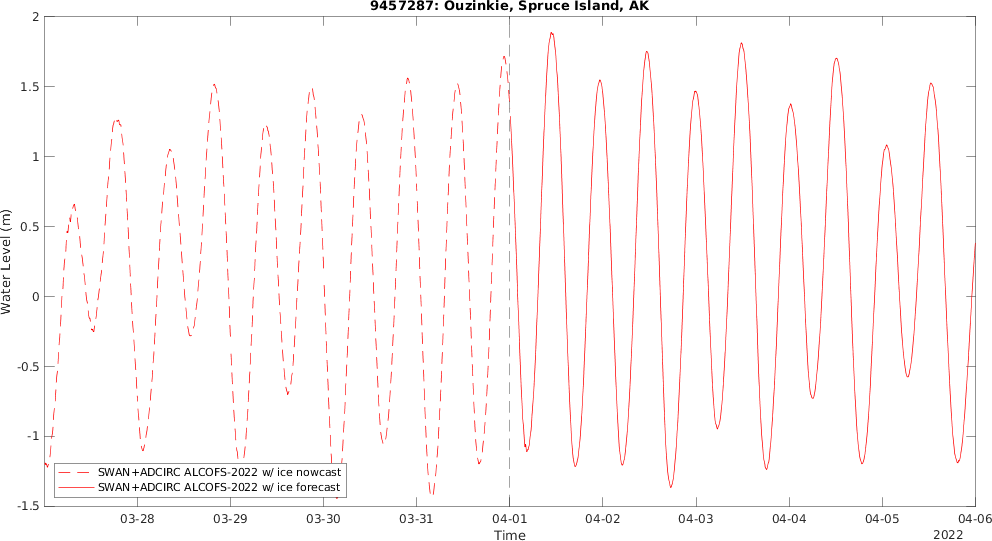 9457287: Ouzinkie, Spruce Island, AK
2
1.5
1
0.5
0
-0.5
-1
-1.5
Water Level (m)
SWAN+ADCIRC ALCOFS-2022 w/ ice nowcast
SWAN+ADCIRC ALCOFS-2022 w/ ice forecast
03-28 03-29 03-30 03-31 04-01 04-02 04-03 04-04 04-05 04-06
Time
2022